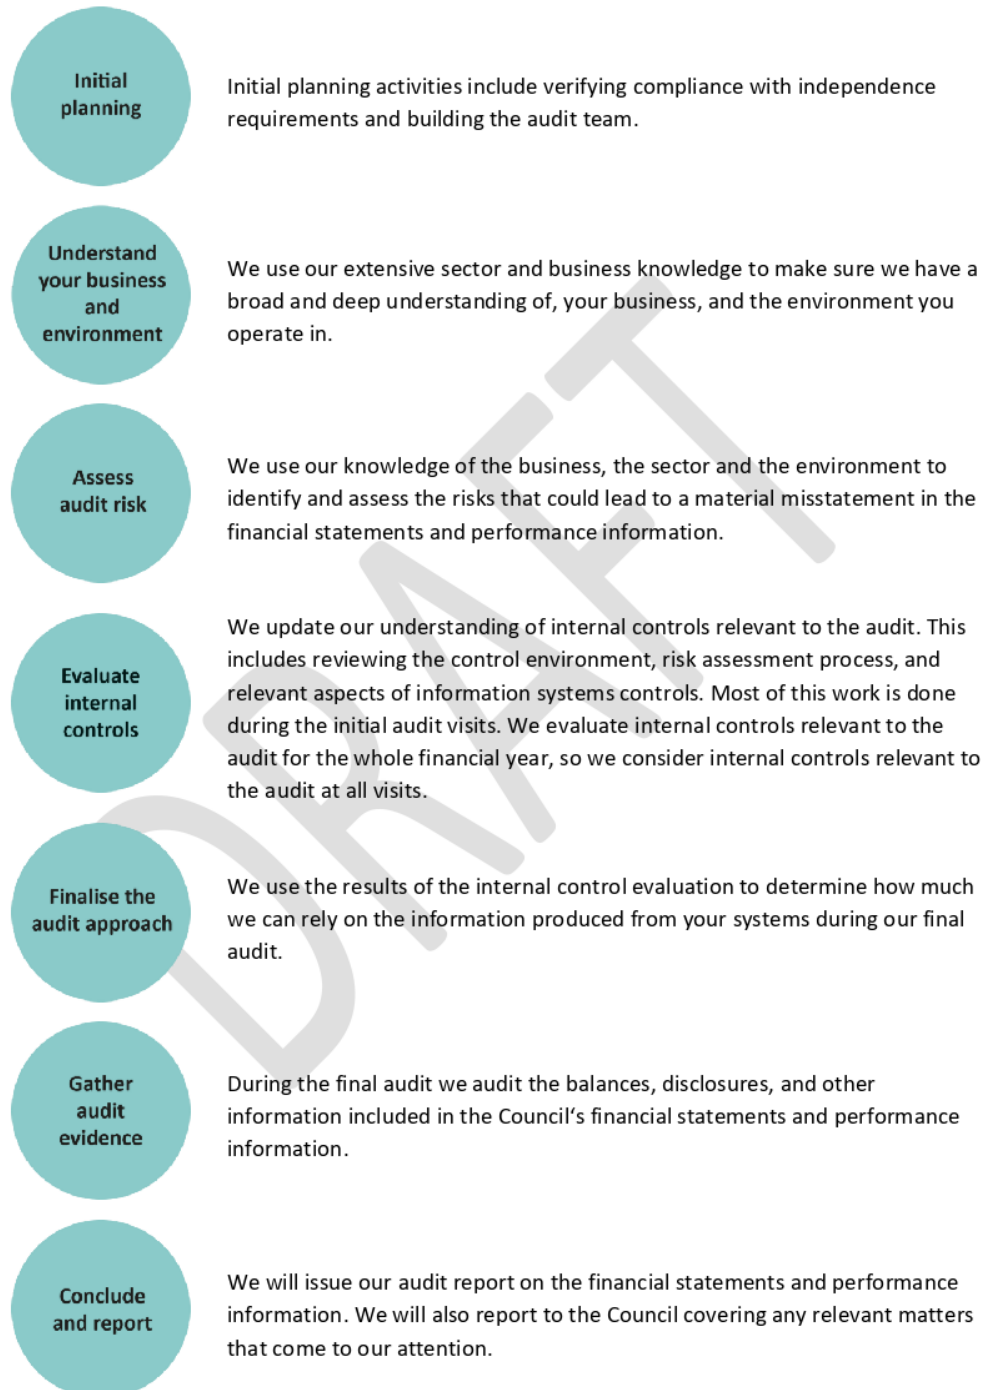 Initial
planning
Initial planning activities include verifying compliance with independence
requirements and building the audit team.
Understand
your business
and
environment
We use our extensive sector and business knowledge to make sure we have a
broad and deep understanding of, your business, and the environment you
operate in.
Assess
audit risk
We use our knowledge of the business, the sector and the environment to
identify and assess the risks that could lead to a material misstatement in the
financial statements and performance information.
Evaluate
internal
controls
We update our understanding of internal controls relevant to the audit. This
includes reviewing the control environment, risk assessment process, and
relevant aspects of information systems controls. Most of this work is done
during the initial audit visits. We evaluate internal controls relevant to the
audit for the whole financial year, so we consider internal controls relevant to
the audit at all visits.
Finalise the
audit approach
We use the results of the internal control evaluation to determine how much
we can rely on the information produced from your systems during our final
audit.
Gather
audit
evidence
During the final audit we audit the balances, disclosures, and other
information included in the Council‘s financial statements and performance
information.
Conclude
and report
We will issue our audit report on the financial statements and performance
information. We will also report to the Council covering any relevant matters
that come to our attention.
DRAFT